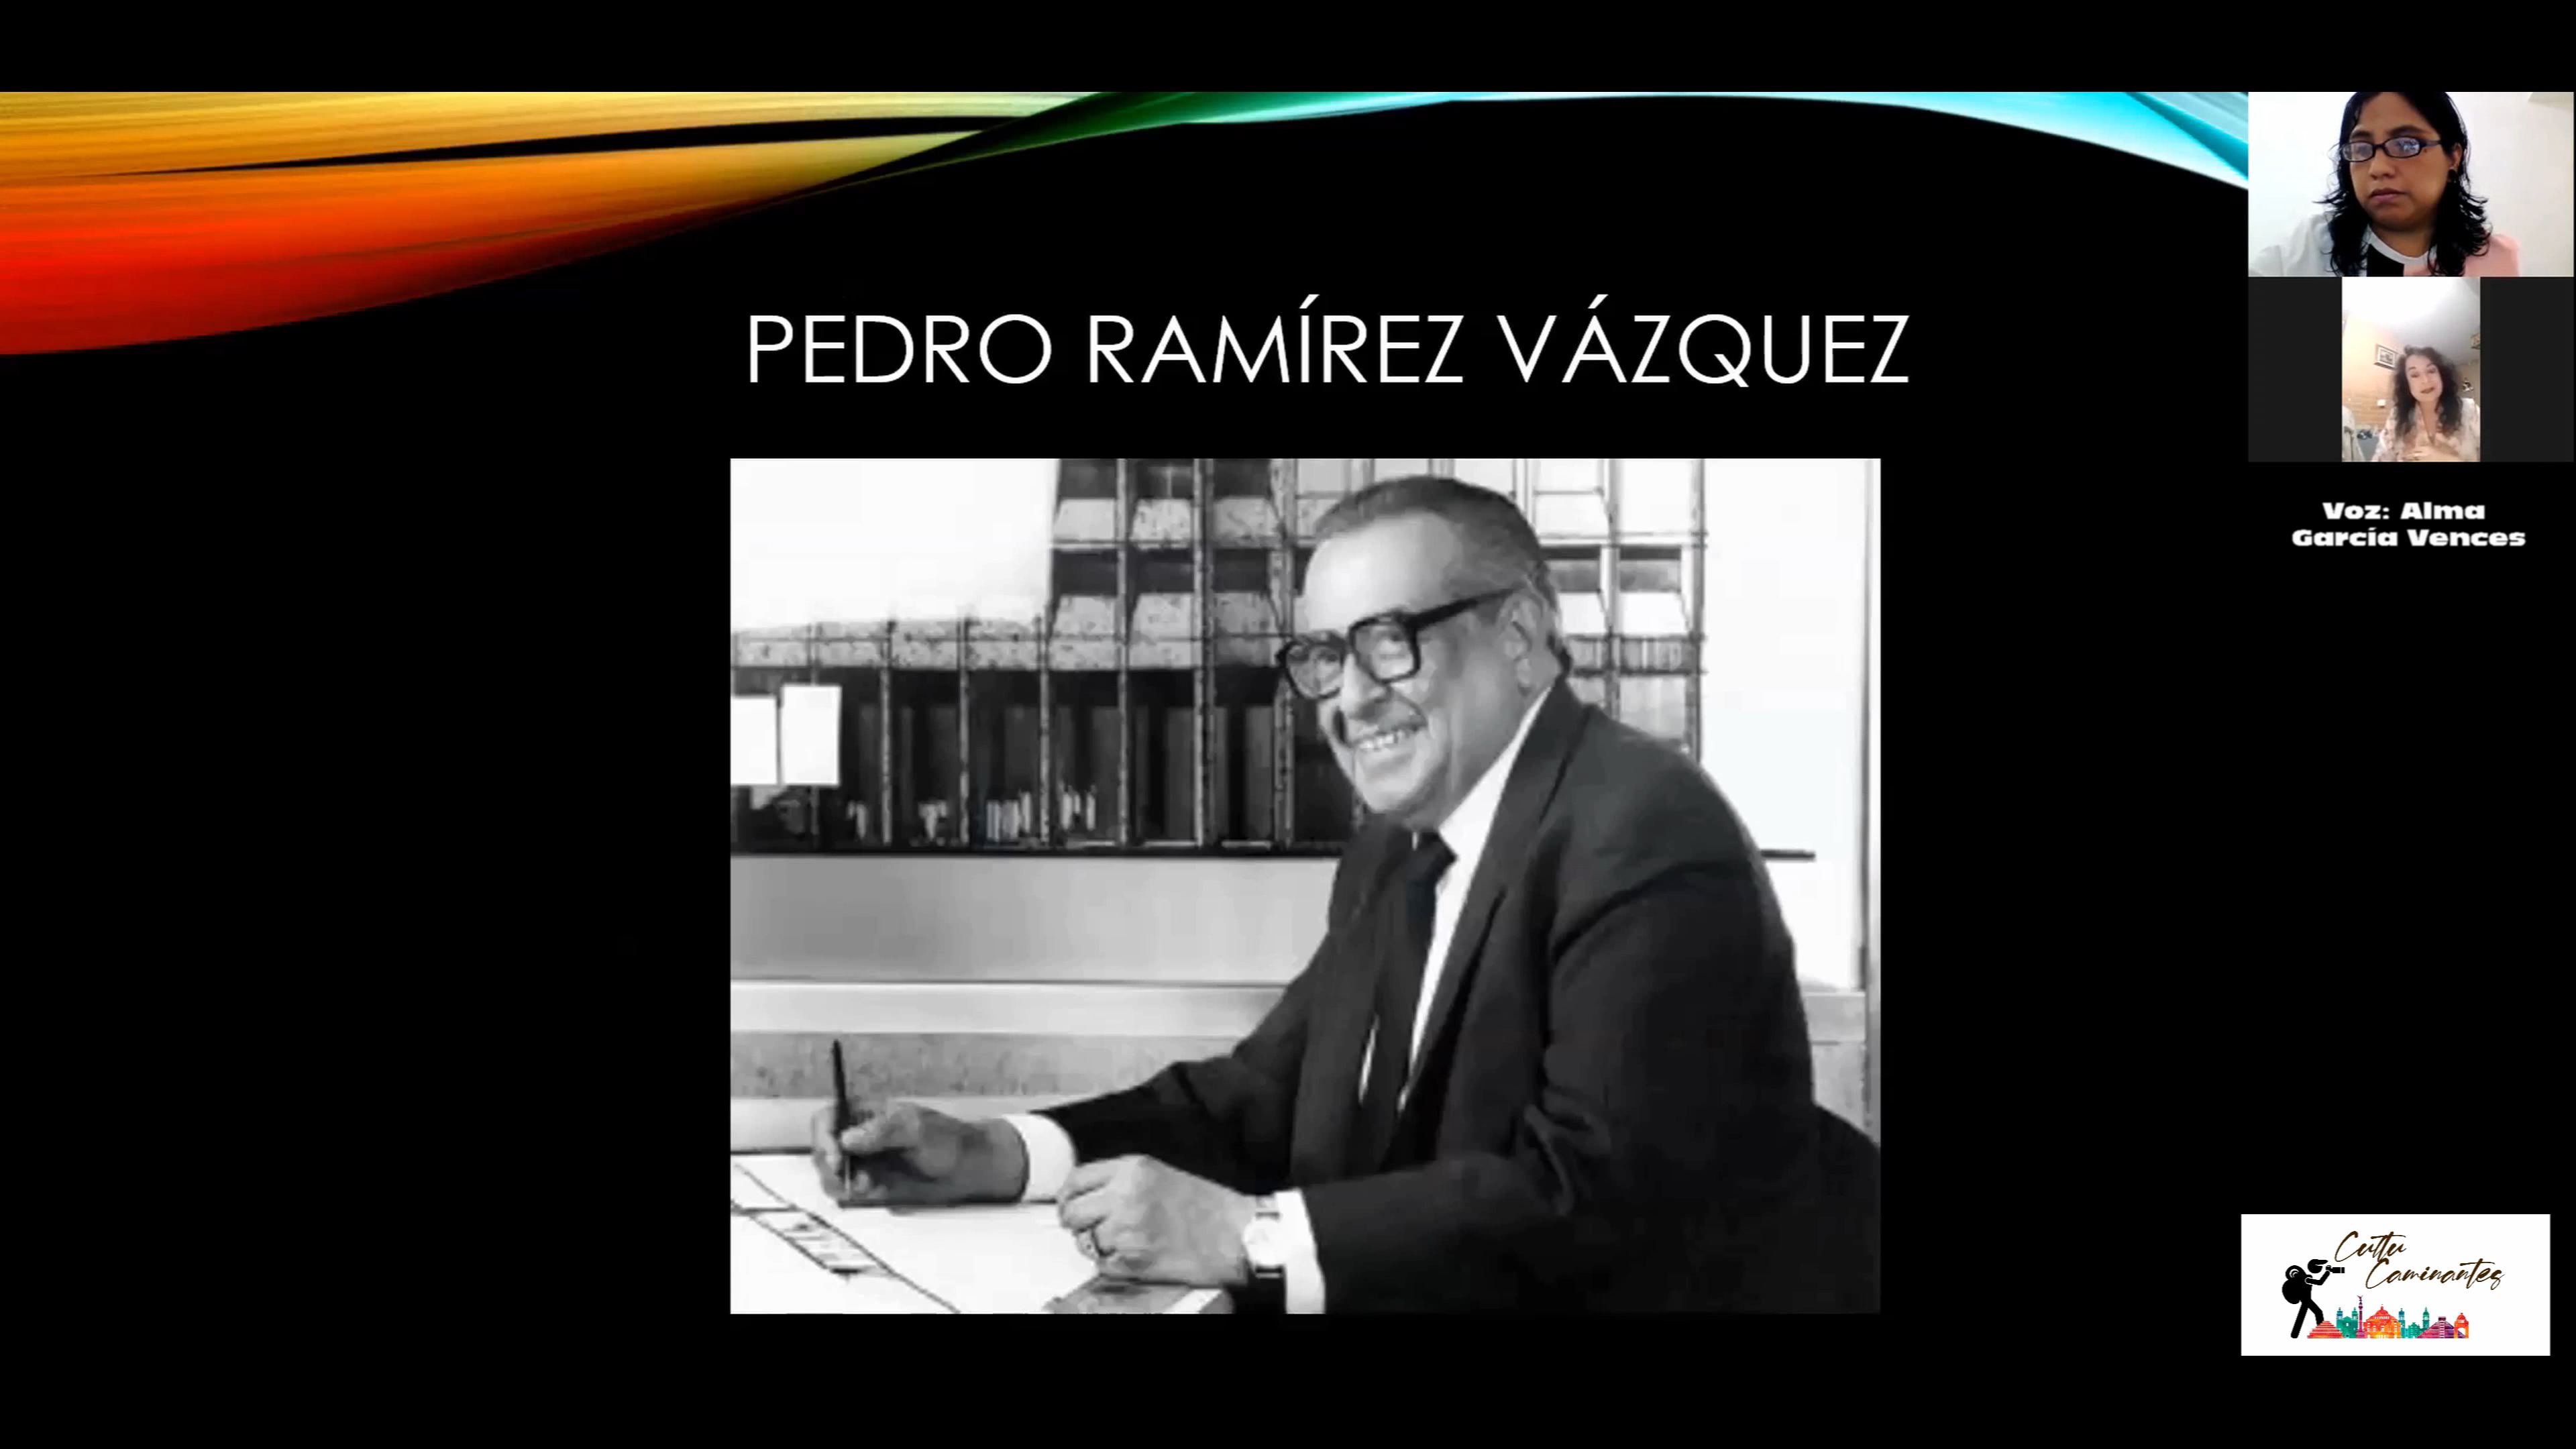 PEDRO RAMÍREZ VÁZQUEZ
Voz: Alma
García Vences
Cultu
Caminantes